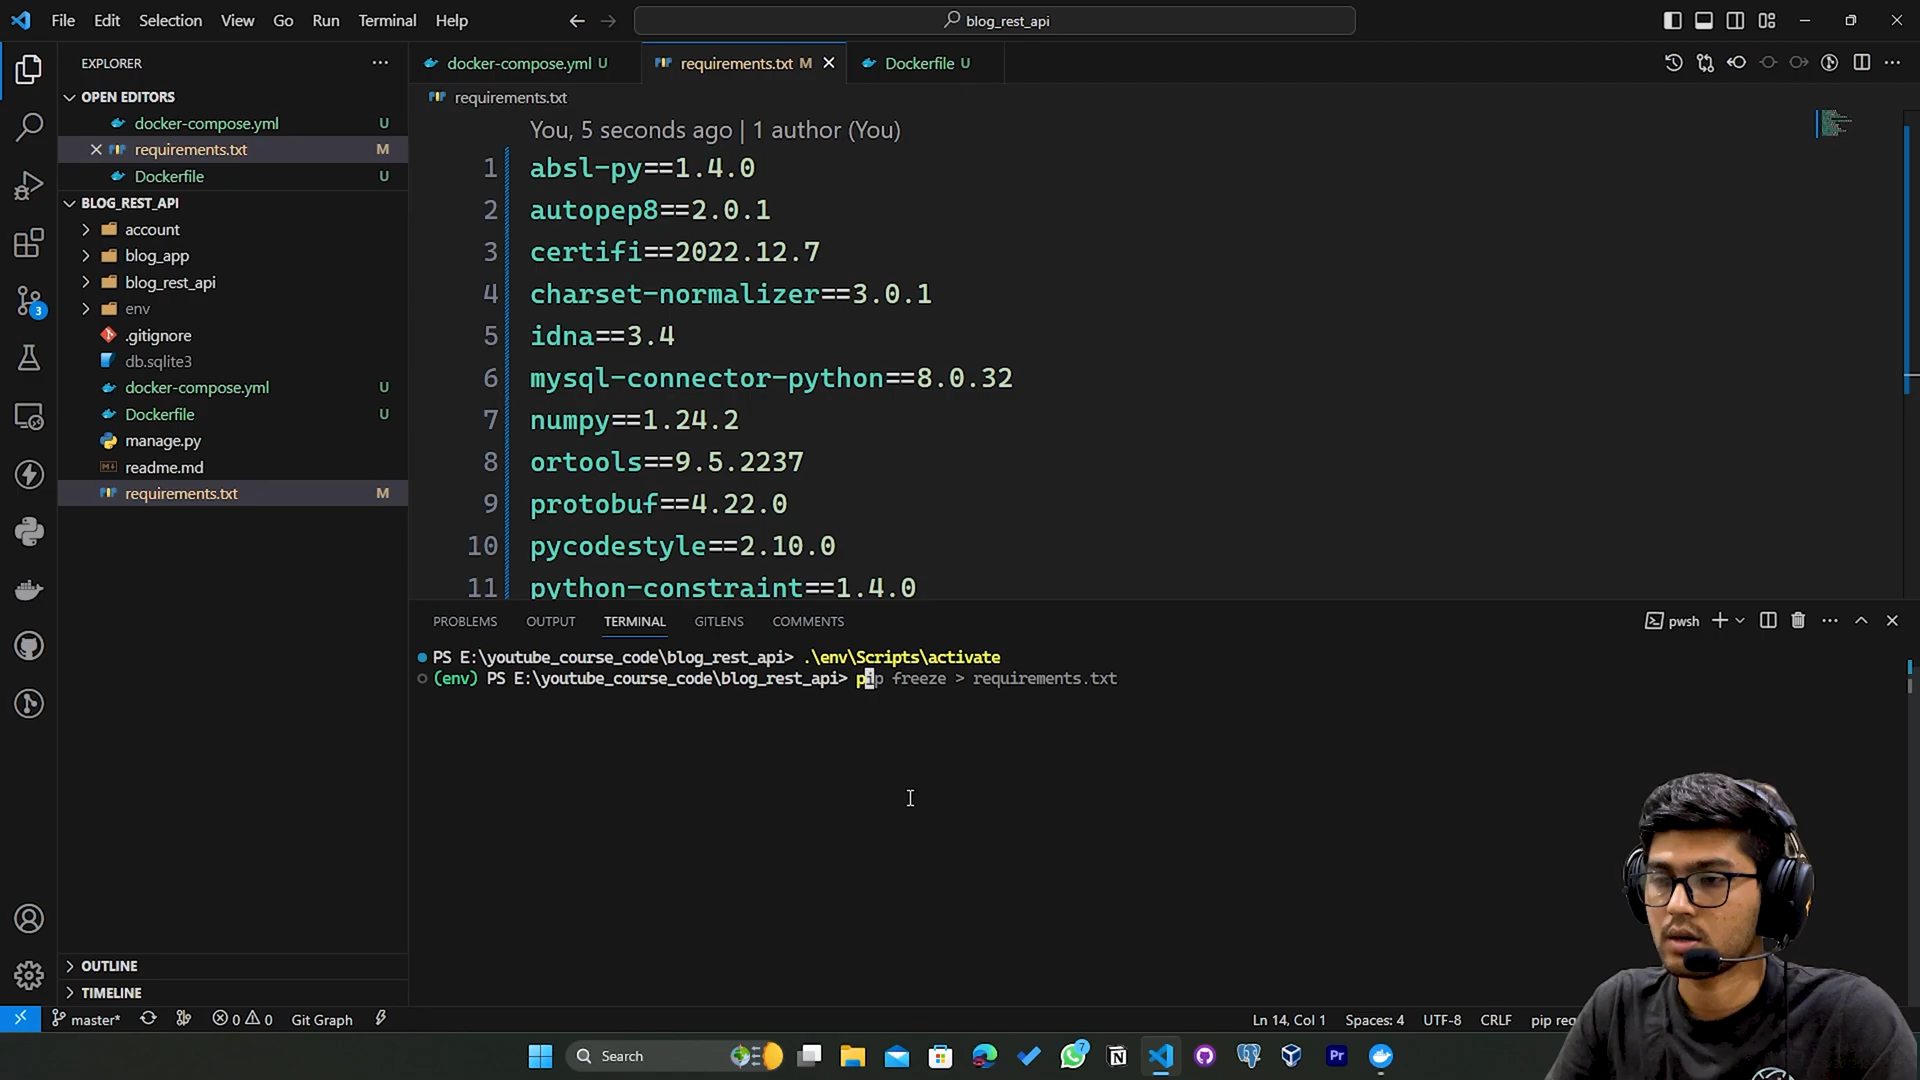 File Edit Selection View Go Run Terminal Help
blog_rest_api
EXPLORER
OPEN EDITORS
docker-compose.yml U
requirements.txt M
Dockerfile U
BLOG_REST_API
account
blog_app
blog_rest_api
env
.gitignore
db.sqlite3
docker-compose.yml U
Dockerfile U
manage.py
readme.md
requirements.txt M
OUTLINE
TIMELINE
docker-compose.yml U requirements.txt M Dockerfile U
requirements.txt
You, 5 seconds ago | 1 author (You)
1 absl-py==1.4.0
2 autopep8==2.0.1
3 certifi==2022.12.7
4 charset-normalizer==3.0.1
5 idna==3.4
6 mysql-connector-python==8.0.32
7 numpy==1.24.2
8 ortools==9.5.2237
9 protobuf==4.22.0
10 pycodestyle==2.10.0
11 python-constraint==1.4.0
PROBLEMS OUTPUT TERMINAL GITLENS COMMENTS
pwsh
PS E:\youtube_course_code\blog_rest_api> .\env\Scripts\activate
(env) PS E:\youtube_course_code\blog_rest_api> pip freeze > requirements.txt
3
master* 0 0 Git Graph
Ln 14, Col 1 Spaces: 4 UTF-8 CRLF pip req
Search
7
Pr